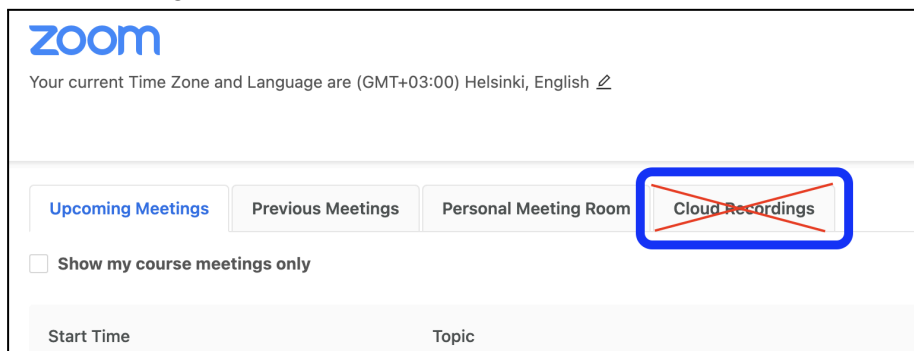 zoom
Your current Time Zone and Language are (GMT+03:00) Helsinki, English
Upcoming Meetings Previous Meetings Personal Meeting Room Cloud Recordings
Show my course meetings only
Start Time Topic